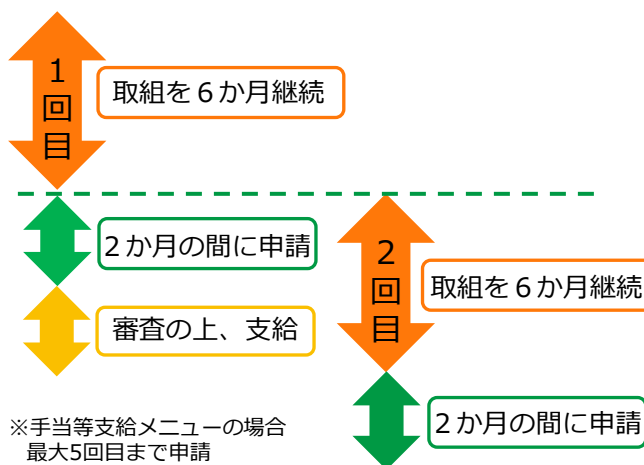 1回目
取組を６か月継続
２か月の間に申請
審査の上、支給
2回目
取組を６か月継続
２か月の間に申請
※手当等支給メニューの場合
最大5回目まで申請